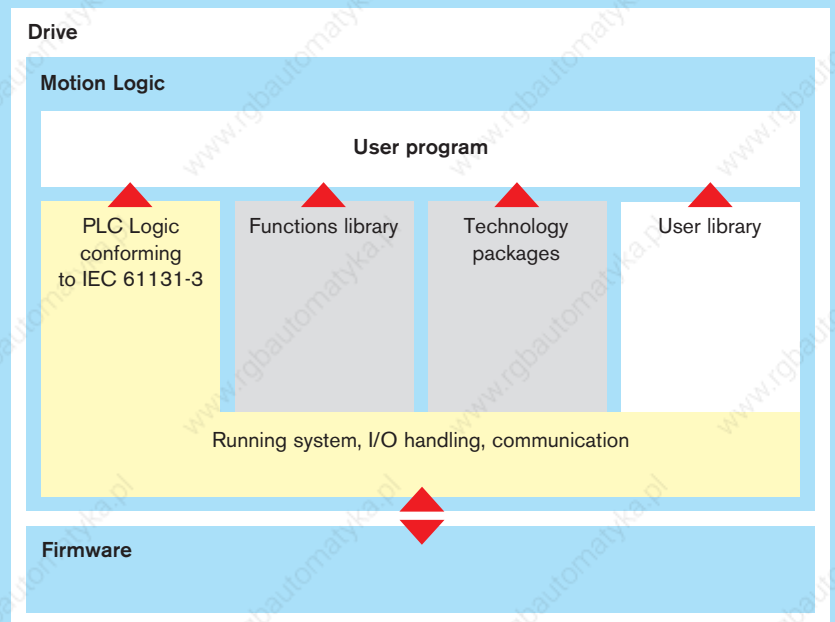 Drive
Motion Logic
User program
PLC Logic
conforming
to IEC 61131-3
Functions library
Technology
packages
User library
Running system, I/O handling, communication
Firmware
www.rgbautomatyka.pl